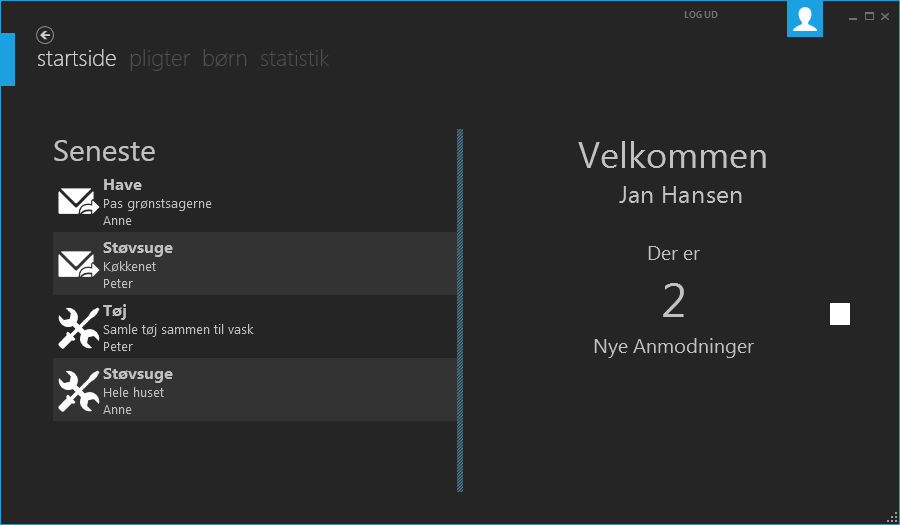 LOG UD
startside pligter børn statistik
Seneste
Have
Pas grønstsagerne
Anne
Støvsuge
Køkkenet
Peter
Tøj
Samle tøj sammen til vask
Peter
Støvsuge
Hele huset
Anne
Velkommen
Jan Hansen
Der er
2
Nye Anmodninger